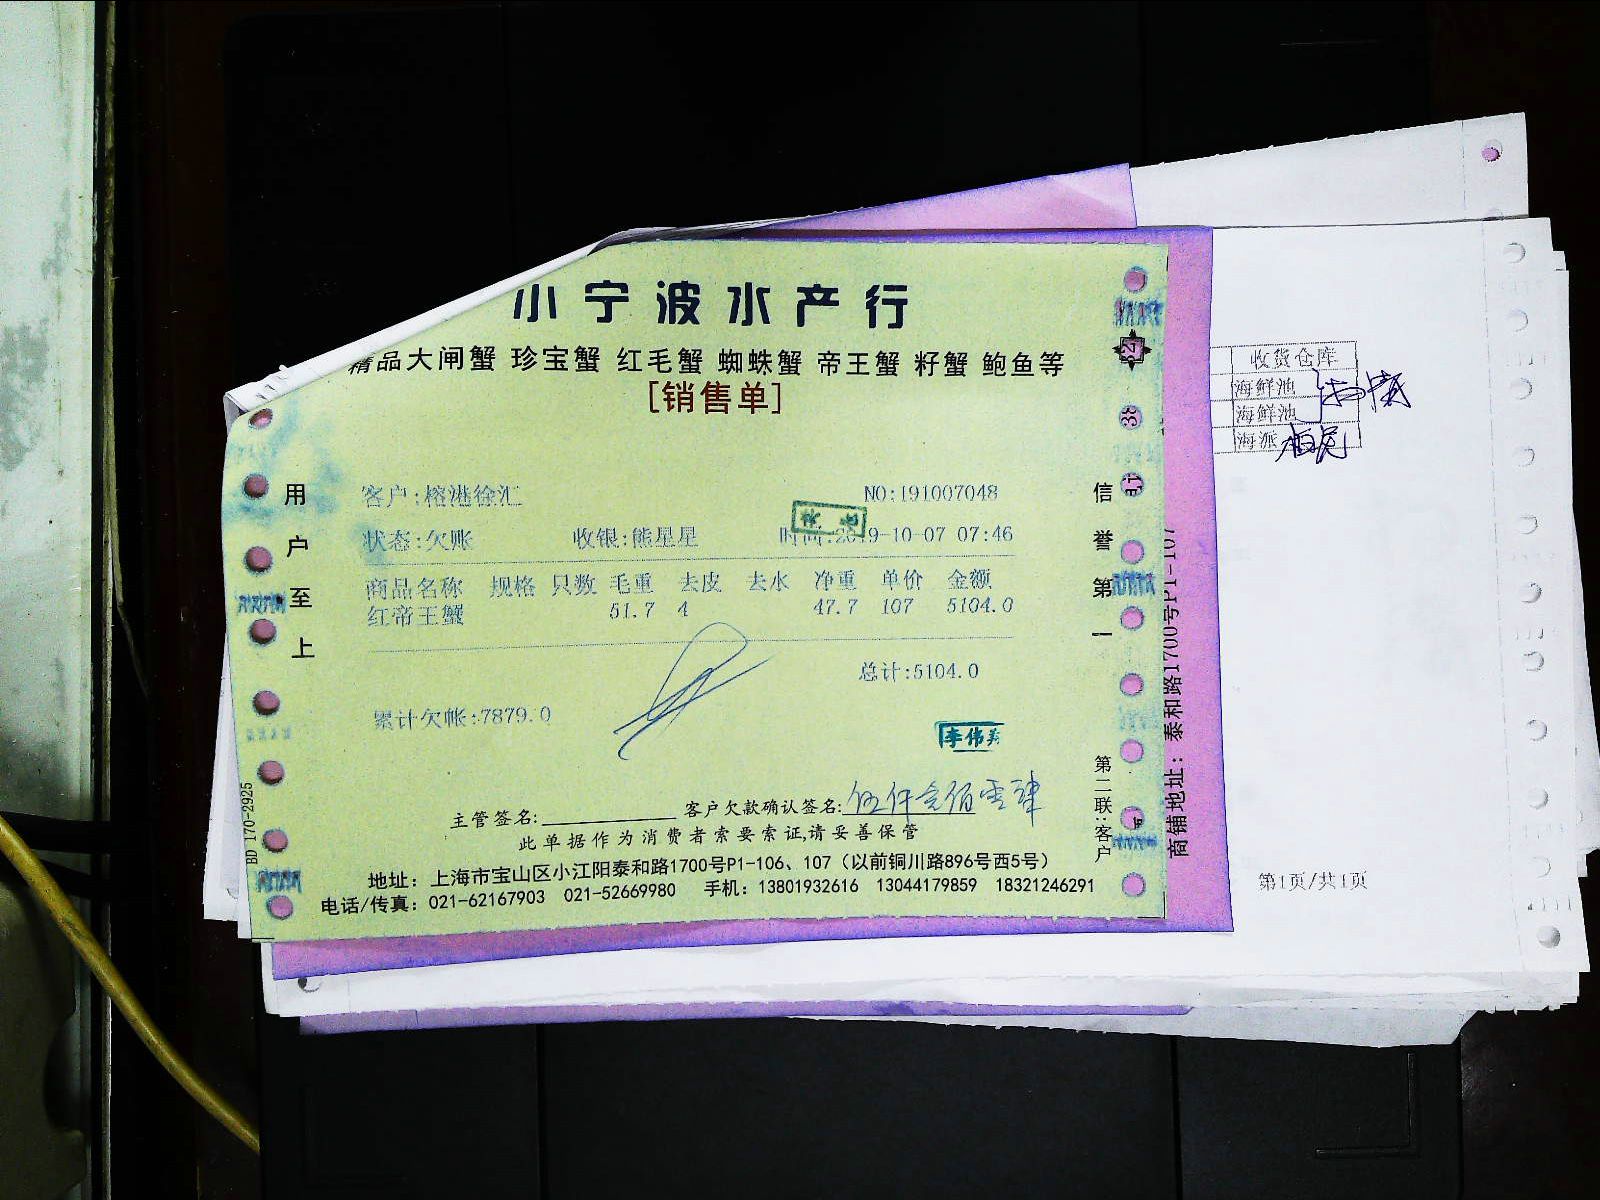 小宁波水产行
精品大闸蟹 珍宝蟹 红毛蟹 蜘蛛蟹 帝王蟹 籽蟹 鲍鱼等
[销售单]
用户至上
信誉第一
客户:榕港徐汇 NO:191007048
状态:欠账 收银:熊星星 时间:2019-10-07 07:46
商品名称 规格 只数 毛重 去皮 去水 净重 单价 金额
红帝王蟹 51.7 4 47.7 107 5104.0
总计:5104.0
累计欠帐:7879.0
李伟
主管签名: 客户欠款确认签名:伍仟壹佰零肆
此单据作为消费者索要索证,请妥善保管
地址：上海市宝山区小江阳泰和路1700号P1-106、107（以前铜川路896号西5号）
电话/传真：021-62167903 021-52669980 手机：13801932616 13044179859 18321246291
BD 170-2925
第二联:客户
商铺地址：泰和路1700号P1-107
收货仓库
海鲜池
海鲜池
海派
第1页/共1页